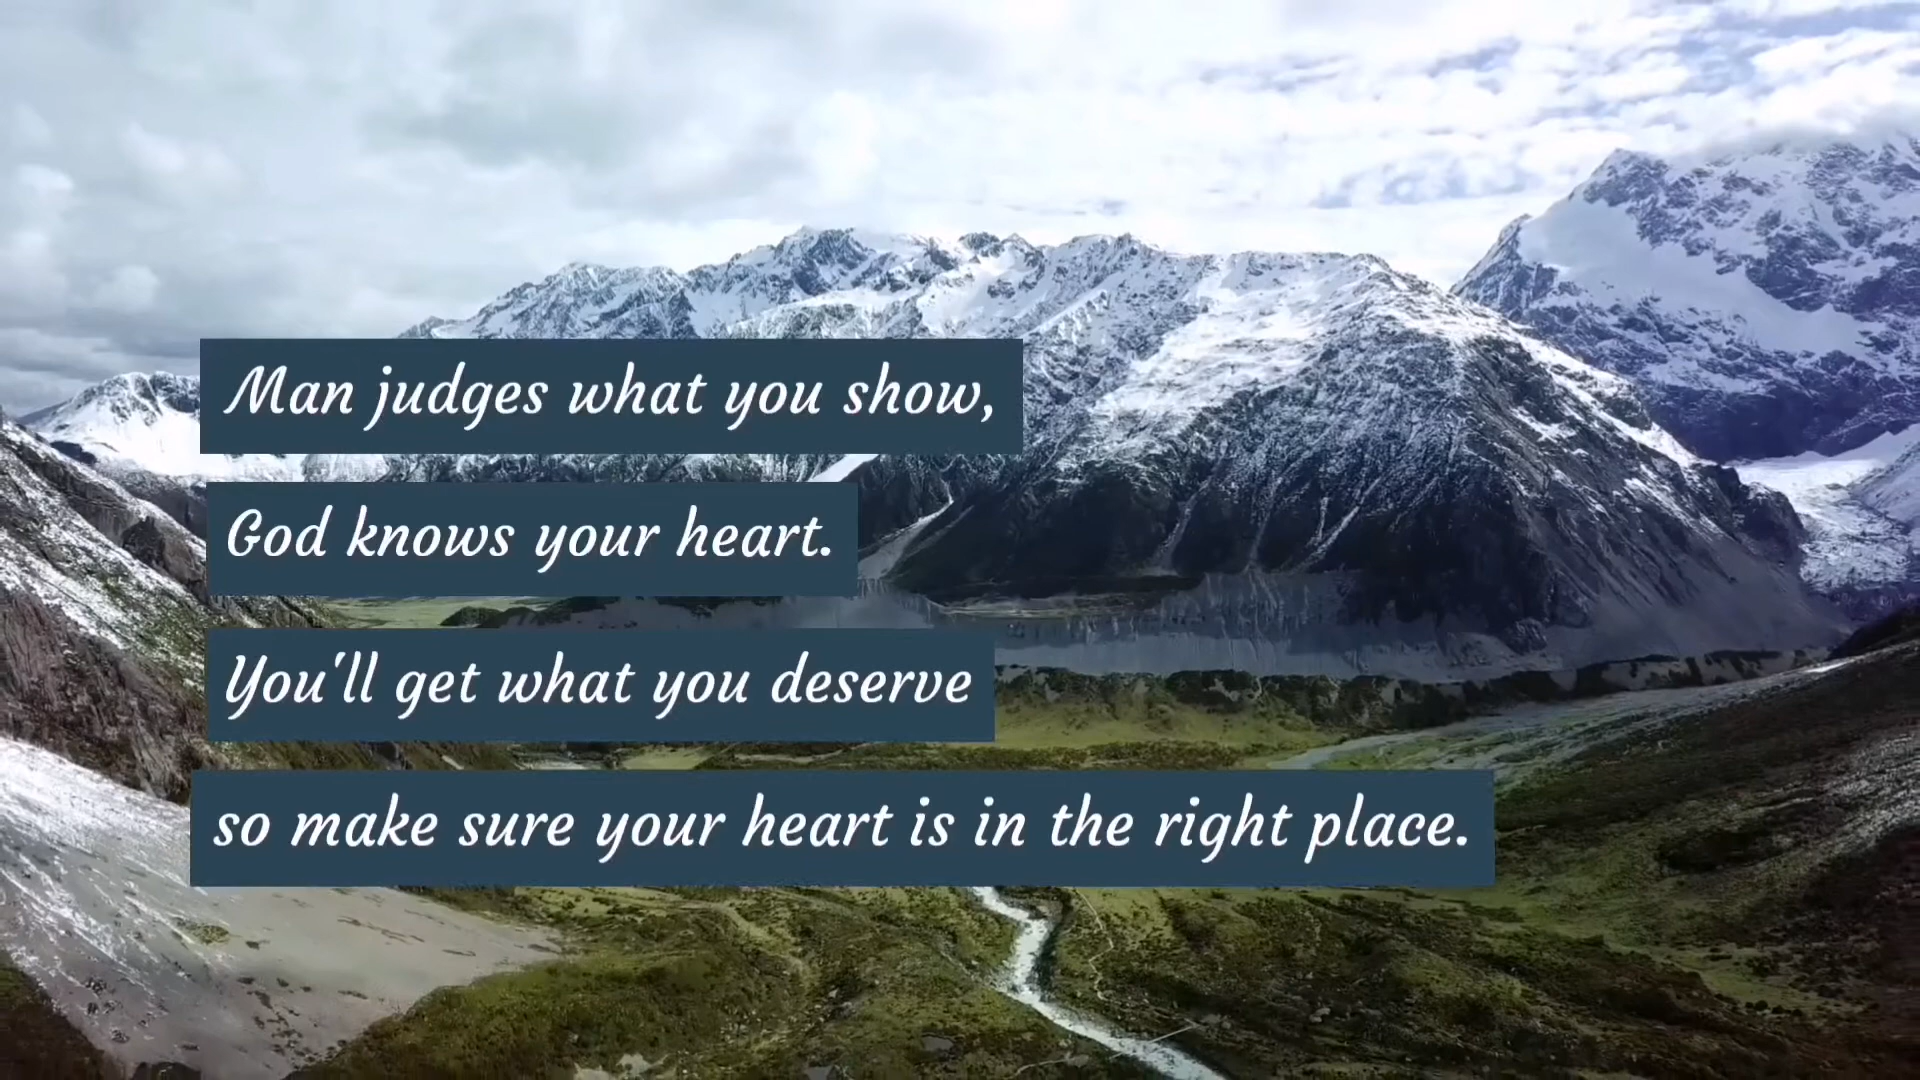 Man judges what you show,
God knows your heart.
You'll get what you deserve
so make sure your heart is in the right place.